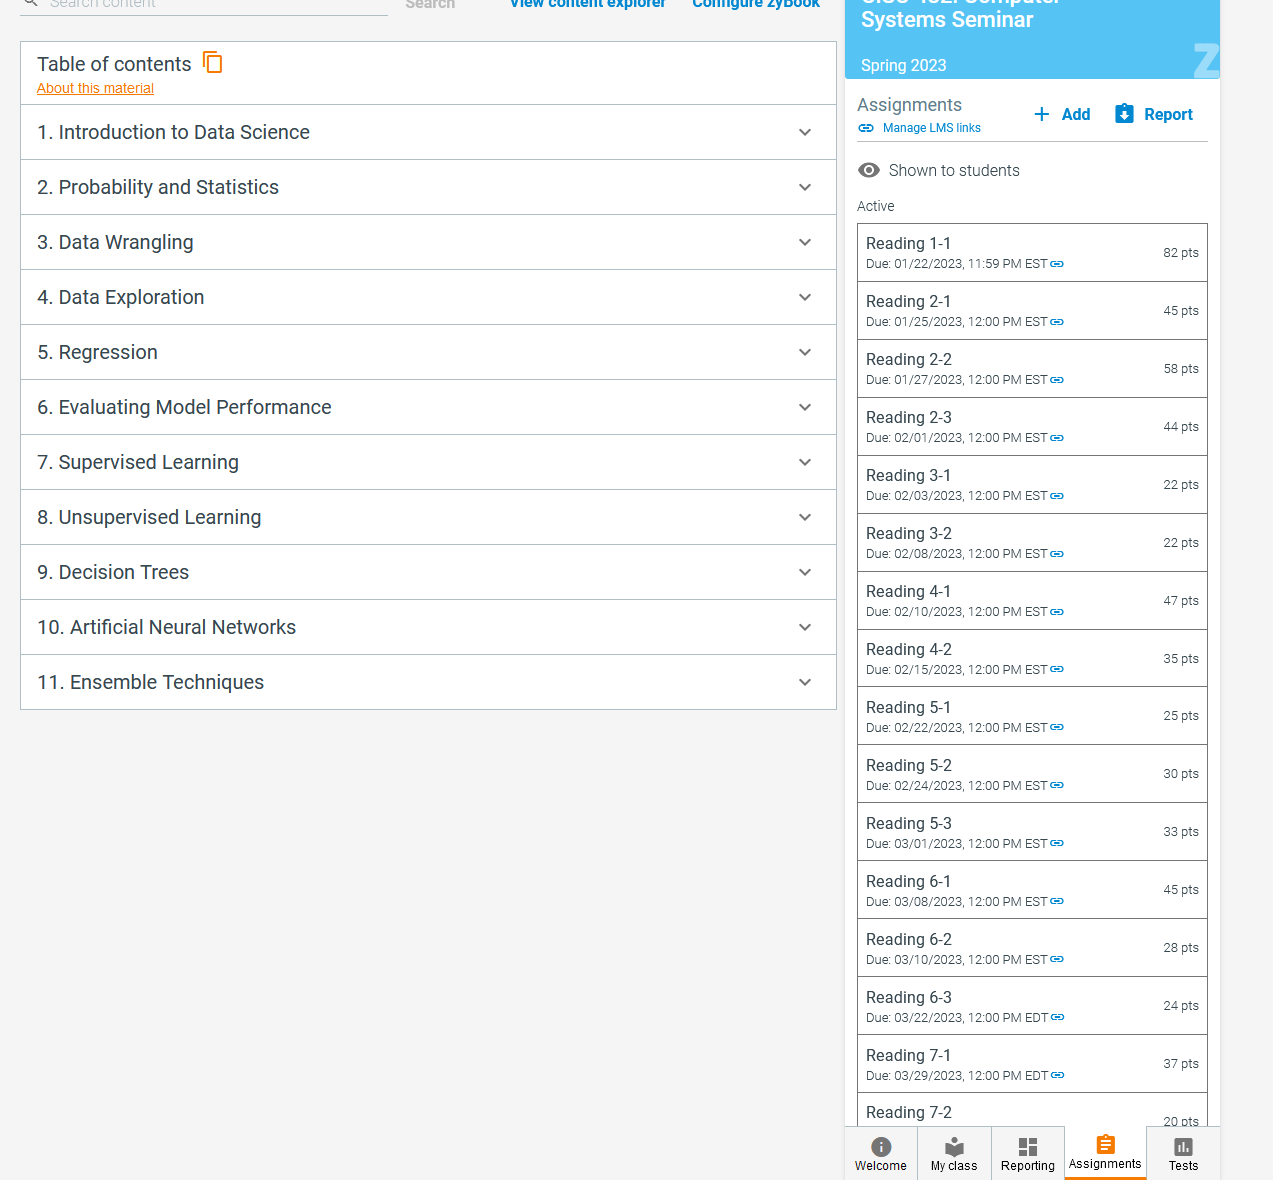 Search content
Search
View content explorer
Configure zyBook
Table of contents
About this material
1. Introduction to Data Science
2. Probability and Statistics
3. Data Wrangling
4. Data Exploration
5. Regression
6. Evaluating Model Performance
7. Supervised Learning
8. Unsupervised Learning
9. Decision Trees
10. Artificial Neural Networks
11. Ensemble Techniques
Computer
Systems Seminar
Spring 2023
Assignments
Manage LMS links
Add
Report
Shown to students
Active
Reading 1-1
Due: 01/22/2023, 11:59 PM EST
82 pts
Reading 2-1
Due: 01/25/2023, 12:00 PM EST
45 pts
Reading 2-2
Due: 01/27/2023, 12:00 PM EST
58 pts
Reading 2-3
Due: 02/01/2023, 12:00 PM EST
44 pts
Reading 3-1
Due: 02/03/2023, 12:00 PM EST
22 pts
Reading 3-2
Due: 02/08/2023, 12:00 PM EST
22 pts
Reading 4-1
Due: 02/10/2023, 12:00 PM EST
47 pts
Reading 4-2
Due: 02/15/2023, 12:00 PM EST
35 pts
Reading 5-1
Due: 02/22/2023, 12:00 PM EST
25 pts
Reading 5-2
Due: 02/24/2023, 12:00 PM EST
30 pts
Reading 5-3
Due: 03/01/2023, 12:00 PM EST
33 pts
Reading 6-1
Due: 03/08/2023, 12:00 PM EST
45 pts
Reading 6-2
Due: 03/10/2023, 12:00 PM EST
28 pts
Reading 6-3
Due: 03/22/2023, 12:00 PM EDT
24 pts
Reading 7-1
Due: 03/29/2023, 12:00 PM EDT
37 pts
Reading 7-2
20 pts
Welcome
My class
Reporting
Assignments
Tests